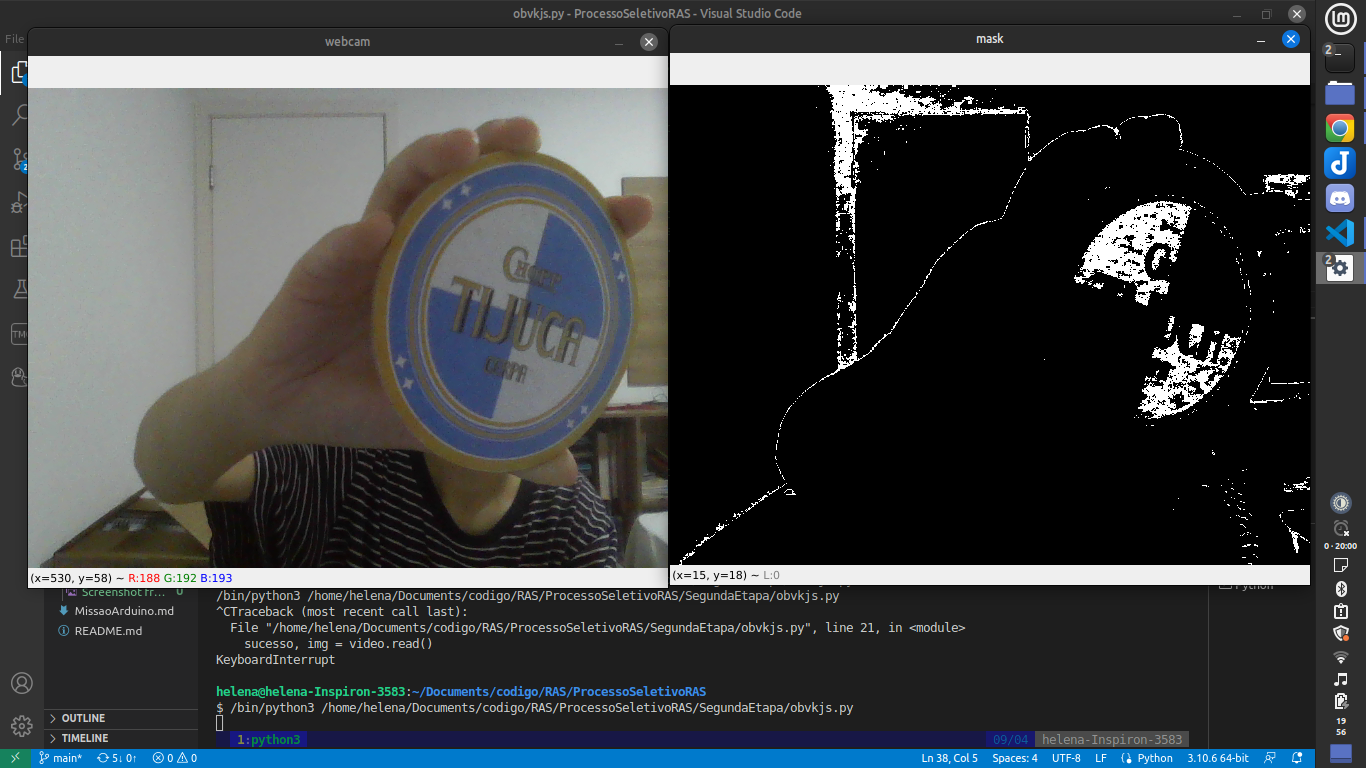 obvkjs.py - ProcessoSeletivoRAS - Visual Studio Code
File
webcam
mask
2
2
CHOPP
TIJUCA
CERPA
(x=530, y=58) ~ R:188 G:192 B:193
(x=15, y=18) ~ L:0
Screenshot fr... U
MissaoArduino.md
README.md
OUTLINE
TIMELINE
/bin/python3 /home/helena/Documents/codigo/RAS/ProcessoSeletivoRAS/SegundaEtapa/obvkjs.py
^CTraceback (most recent call last):
File "/home/helena/Documents/codigo/RAS/ProcessoSeletivoRAS/SegundaEtapa/obvkjs.py", line 21, in <module>
sucesso, img = video.read()
KeyboardInterrupt
helena@helena-Inspiron-3583:~/Documents/codigo/RAS/ProcessoSeletivoRAS
$ /bin/python3 /home/helena/Documents/codigo/RAS/ProcessoSeletivoRAS/SegundaEtapa/obvkjs.py
1:python3
09/04 helena-Inspiron-3583
Python
main* 5↓ 0↑ 0 0
Ln 38, Col 5 Spaces: 4 UTF-8 LF Python 3.10.6 64-bit
0 · 20:00
19
56